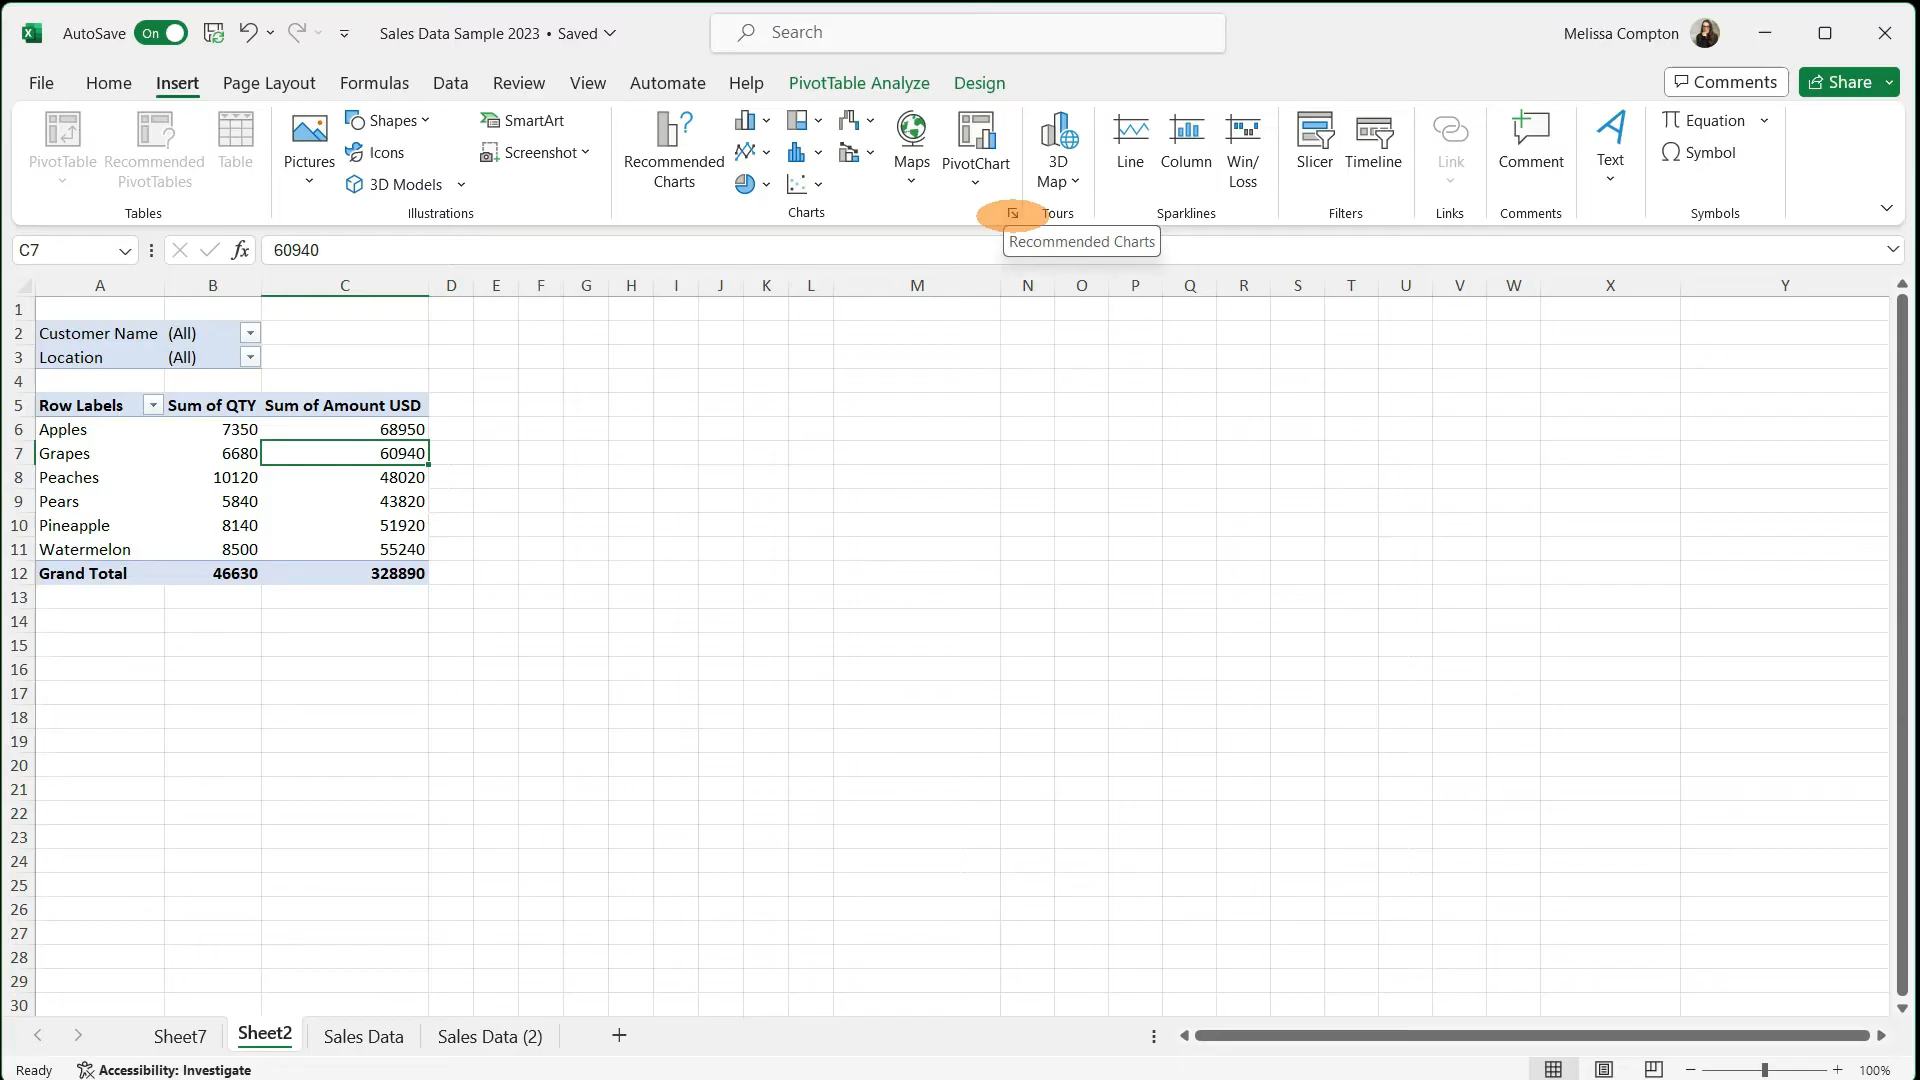 AutoSave On Sales Data Sample 2023 • Saved Search Melissa Compton
File Home Insert Page Layout Formulas Data Review View Automate Help PivotTable Analyze Design Comments Share
PivotTable
Recommended
PivotTables
Table
Tables
Pictures
Shapes
Icons
3D Models
SmartArt
Screenshot
Illustrations
Recommended
Charts
Maps
PivotChart
Charts
3D
Map
Tours
Line
Column
Win/
Loss
Sparklines
Slicer
Timeline
Filters
Link
Links
Comment
Comments
Text
Equation
Symbol
Symbols
Recommended Charts
C7 fx 60940
A B C D E F G H I J K L M N O P Q R S T U V W X Y
1
2 Customer Name (All)
3 Location (All)
4
5 Row Labels Sum of QTY Sum of Amount USD
6 Apples 7350 68950
7 Grapes 6680 60940
8 Peaches 10120 48020
9 Pears 5840 43820
10 Pineapple 8140 51920
11 Watermelon 8500 55240
12 Grand Total 46630 328890
13
14
15
16
17
18
19
20
21
22
23
24
25
26
27
28
29
30
Sheet7 Sheet2 Sales Data Sales Data (2)
Ready Accessibility: Investigate 100%